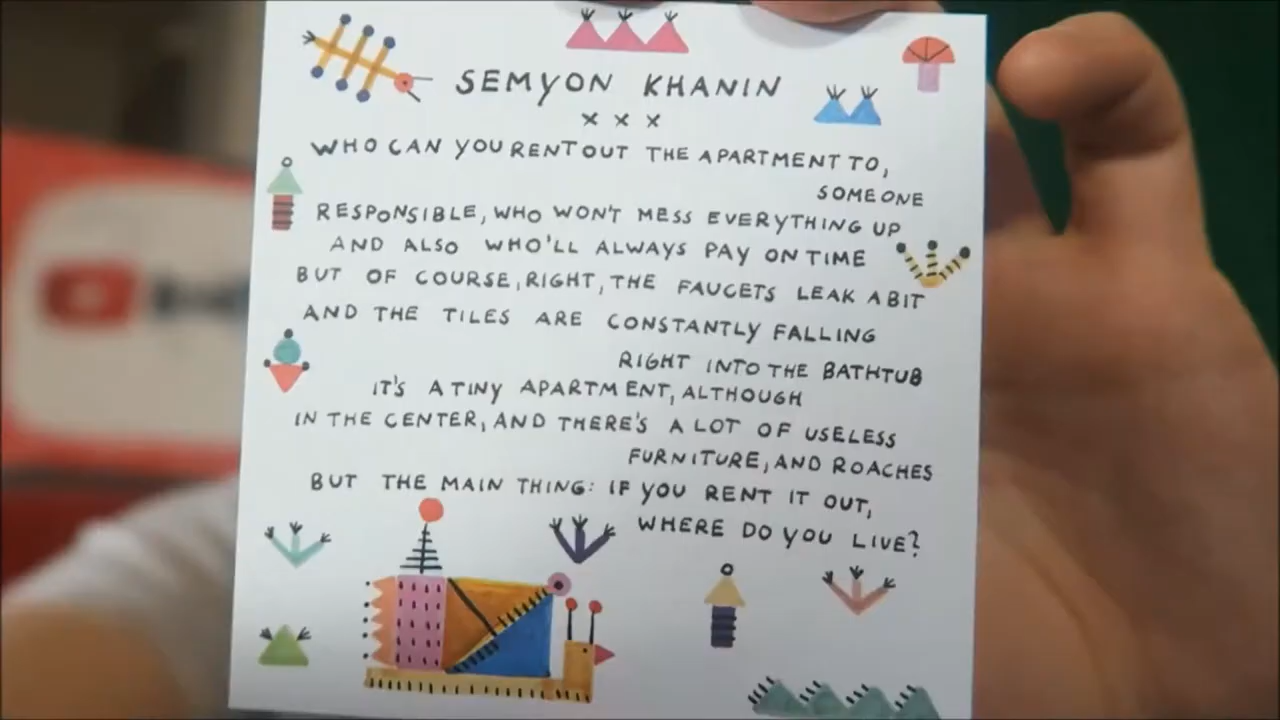 SEMYON KHANIN
x x x
WHO CAN YOU RENT OUT THE APARTMENT TO,
SOMEONE
RESPONSIBLE, WHO WON'T MESS EVERYTHING UP
AND ALSO WHO'LL ALWAYS PAY ON TIME
BUT OF COURSE, RIGHT, THE FAUCETS LEAK A BIT
AND THE TILES ARE CONSTANTLY FALLING
RIGHT INTO THE BATHTUB
IT'S A TINY APARTMENT, ALTHOUGH
IN THE CENTER, AND THERE'S A LOT OF USELESS
FURNITURE, AND ROACHES
BUT THE MAIN THING: IF YOU RENT IT OUT,
WHERE DO YOU LIVE?